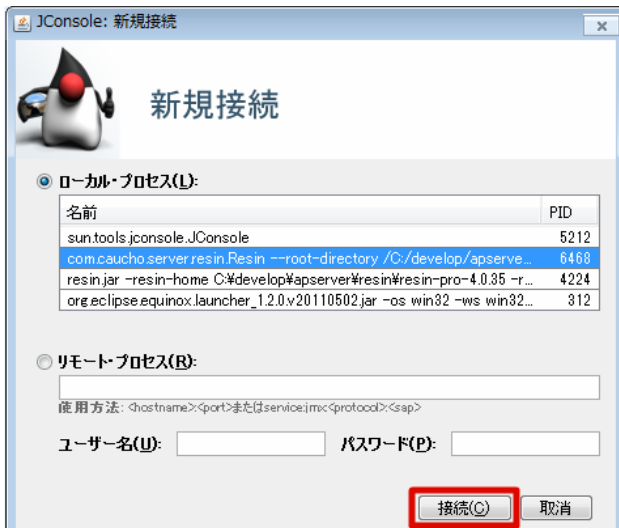 JConsole: 新規接続
新規接続
ローカル・プロセス(L):
名前 PID
sun.tools.jconsole.JConsole 5212
com.caucho.server.resin.Resin --root-directory /C:/develop/apserve... 6468
resin.jar -resin-home C:¥develop¥apserver¥resin¥resin-pro-4.0.35 -r... 4224
org.eclipse.equinox.launcher_1.2.0.v20110502.jar -os win32 -ws win32... 312
リモート・プロセス(R):
使用方法: <hostname>:<port>またはservice:jmx:<protocol>:<sap>
ユーザー名(U): パスワード(P):
接続(C) 取消